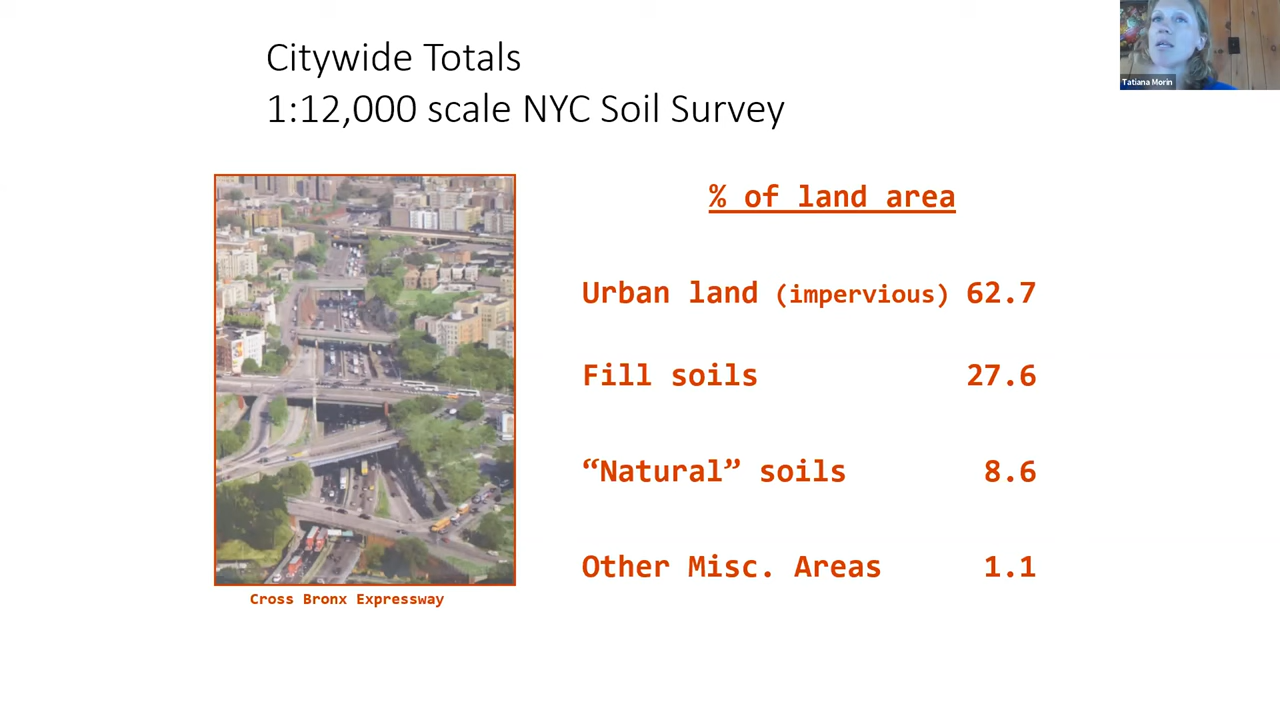 Citywide Totals
1:12,000 scale NYC Soil Survey
Tatiana Morin
% of land area
Urban land (impervious) 62.7
Fill soils 27.6
“Natural” soils 8.6
Other Misc. Areas 1.1
Cross Bronx Expressway